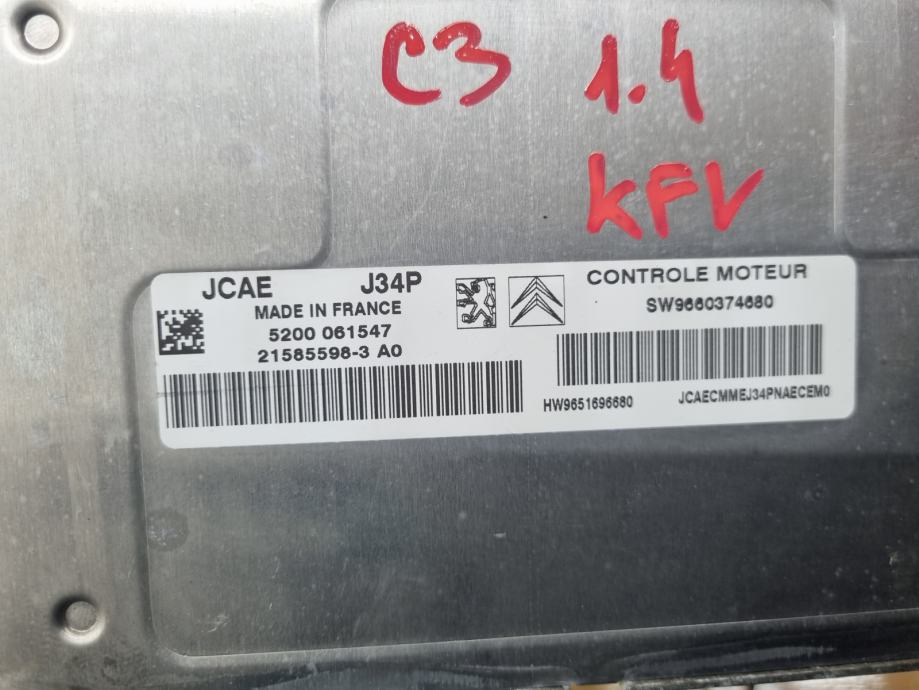 C3 1.4
KFV
JCAE J34P
MADE IN FRANCE
5200 061547
21585598-3 A0
CONTROLE MOTEUR
SW9660374680
HW9651696680 JCAECMMEJ34PNAECEM0